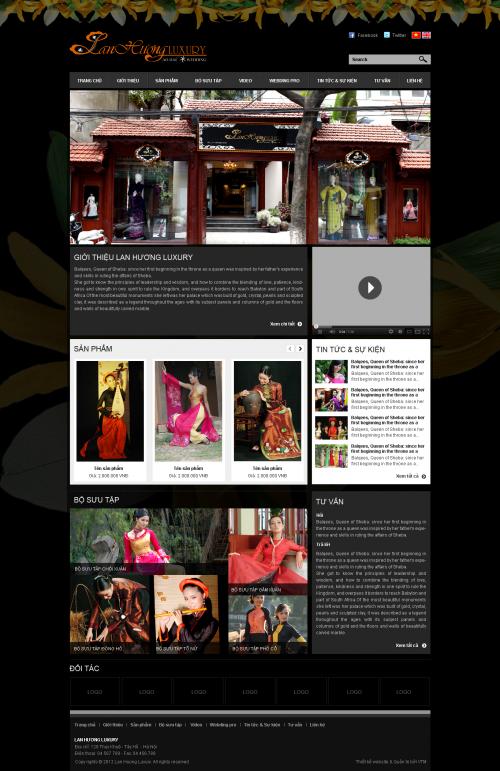 Lan Huong LUXURY
AO DAI WEDDING
Facebook Twitter
Search
TRANG CHỦ GIỚI THIỆU SẢN PHẨM BỘ SƯU TẬP VIDEO WEDDING PRO TIN TỨC & SỰ KIỆN TƯ VẤN LIÊN HỆ
GIỚI THIỆU LAN HƯƠNG LUXURY
Balqees, Queen of Sheba: since her first beginning in the throne as a queen was inspired by her father's experience
and skills in ruling the affairs of Sheba.
She got to know the principles of leadership and wisdom, and how to combine the blending of love, patience, kind-
ness and strength in one spirit to rule the Kingdom, and overpass it borders to reach Babylon and part of South
Africa.Of the most beautiful monuments she left was her palace which was built of gold, crystal, pearls and sculpted
clay, it was described as a legend throughout the ages with its subject panels and columns of gold and the floors
and walls of beautifully carved marble.
Xem chi tiết
SẢN PHẨM
Tên sản phẩm
Giá: 2.000.000 VNĐ
Tên sản phẩm
Giá: 2.000.000 VNĐ
Tên sản phẩm
Giá: 2.000.000 VNĐ
TIN TỨC & SỰ KIỆN
Balqees, Queen of Sheba: since her
first beginning in the throne as a
Balqees, Queen of Sheba: since her
first beginning in the throne as a...
Balqees, Queen of Sheba: since her
first beginning in the throne as a
Balqees, Queen of Sheba: since her
first beginning in the throne as a...
Balqees, Queen of Sheba: since her
first beginning in the throne as a
Balqees, Queen of Sheba: since her
first beginning in the throne as a...
Balqees, Queen of Sheba: since her
first beginning in the throne as a
Balqees, Queen of Sheba: since her
first beginning in the throne as a...
Xem tất cả
BỘ SƯU TẬP
BỘ SƯU TẬP
BỘ SƯU TẬP
BỘ SƯU TẬP ĐÔNG HỒ
BỘ SƯU TẬP TỐ NỮ
BỘ SƯU TẬP PHỐ CỔ
TƯ VẤN
Hỏi
Balqees, Queen of Sheba: since her first beginning in
the throne as a queen was inspired by her father's expe-
rience and skills in ruling the affairs of Sheba.
Trả lời
Balqees, Queen of Sheba: since her first beginning in
the throne as a queen was inspired by her father's expe-
rience and skills in ruling the affairs of Sheba.
She got to know the principles of leadership and
wisdom, and how to combine the blending of love,
patience, kindness and strength in one spirit to rule the
Kingdom, and overpass it borders to reach Babylon and
part of South Africa.Of the most beautiful monuments
she left was her palace which was built of gold, crystal,
pearls and sculpted clay, it was described as a legend
throughout the ages with its subject panels and
columns of gold and the floors and walls of beautifully
carved marble.
Xem tất cả
ĐỐI TÁC
LOGO LOGO LOGO LOGO LOGO LOGO LOGO
Trang chủ | Giới thiệu | Sản phẩm | Bộ sưu tập | Video | Wedding pro | Tin tức & Sự kiện | Tư vấn | Liên hệ
LAN HUONG LUXURY
Địa chỉ: 120 Thụy Khuê - Tây Hồ - Hà Nội
Điện thoại: 04 567 789 - Fax: 04 456 786
Copyrights © 2012 Lan Huong Luxury. All rights reserved
Thiết kế website & Quản trị bởi VTM